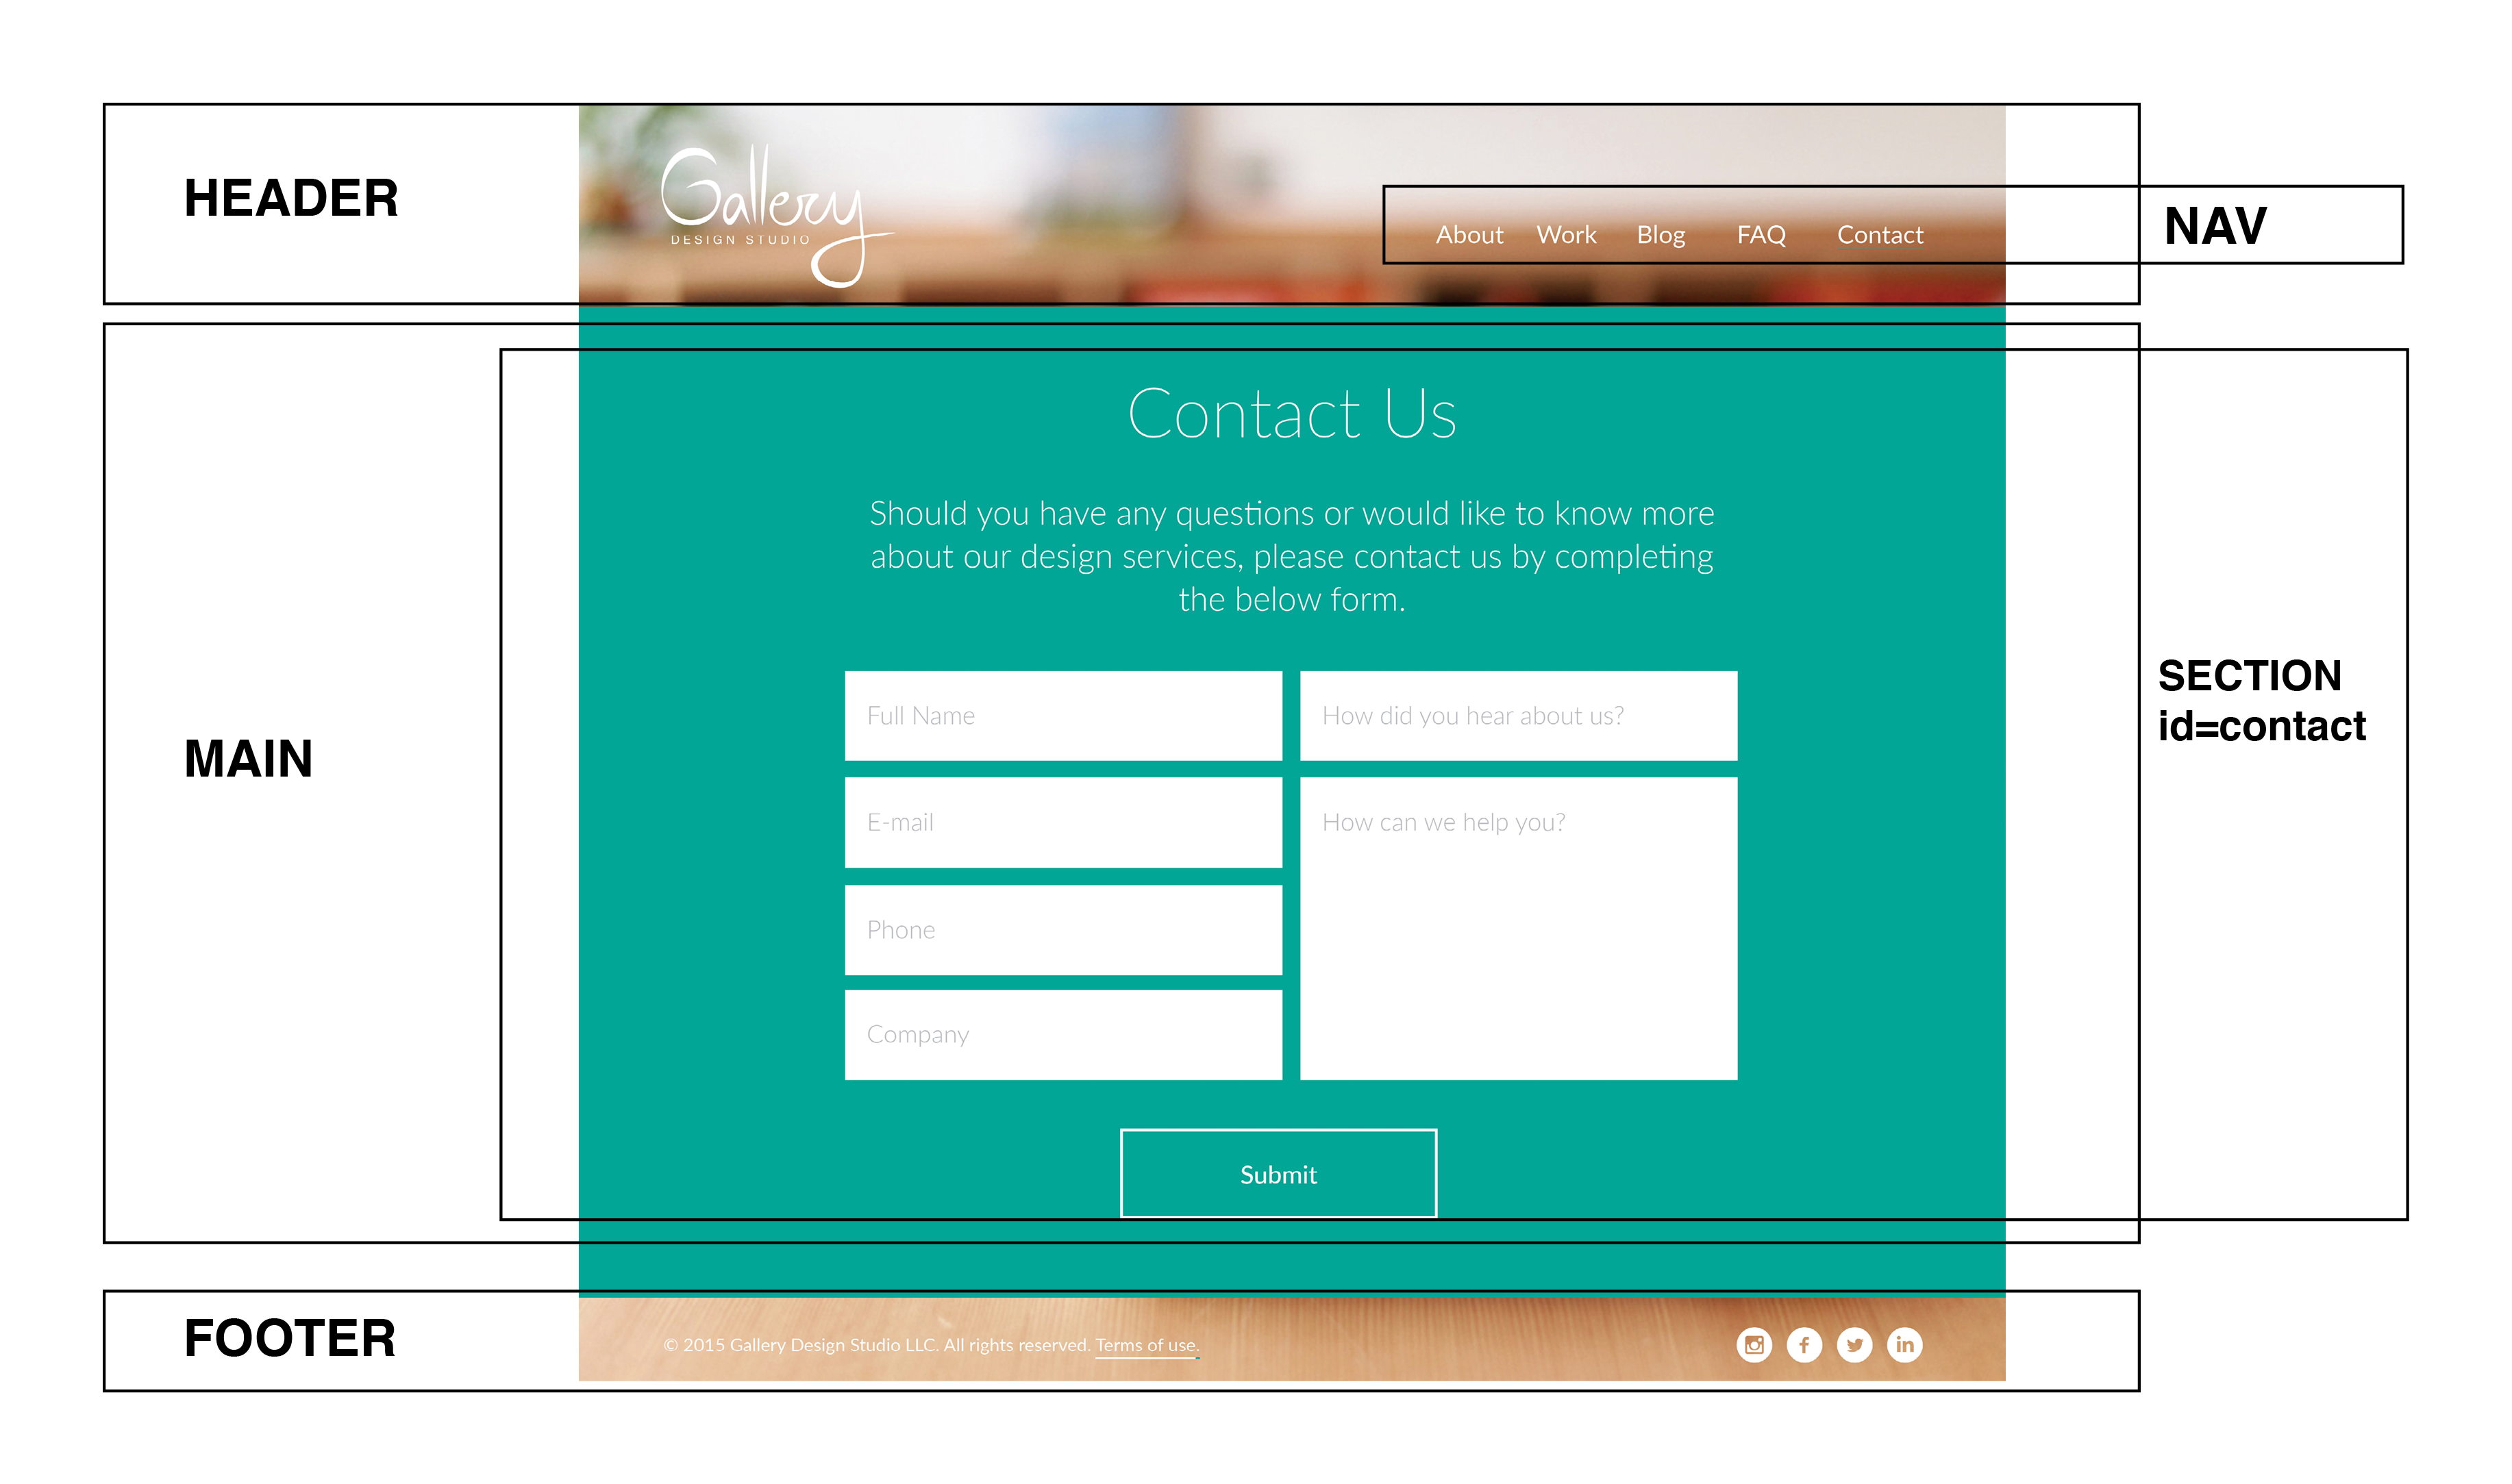 HEADER
Gallery
DESIGN STUDIO
About Work Blog FAQ Contact
NAV
Contact Us
Should you have any questions or would like to know more
about our design services, please contact us by completing
the below form.
MAIN
SECTION
id=contact
Full Name
How did you hear about us?
E-mail
How can we help you?
Phone
Company
Submit
FOOTER
© 2015 Gallery Design Studio LLC. All rights reserved. Terms of use.
f
in